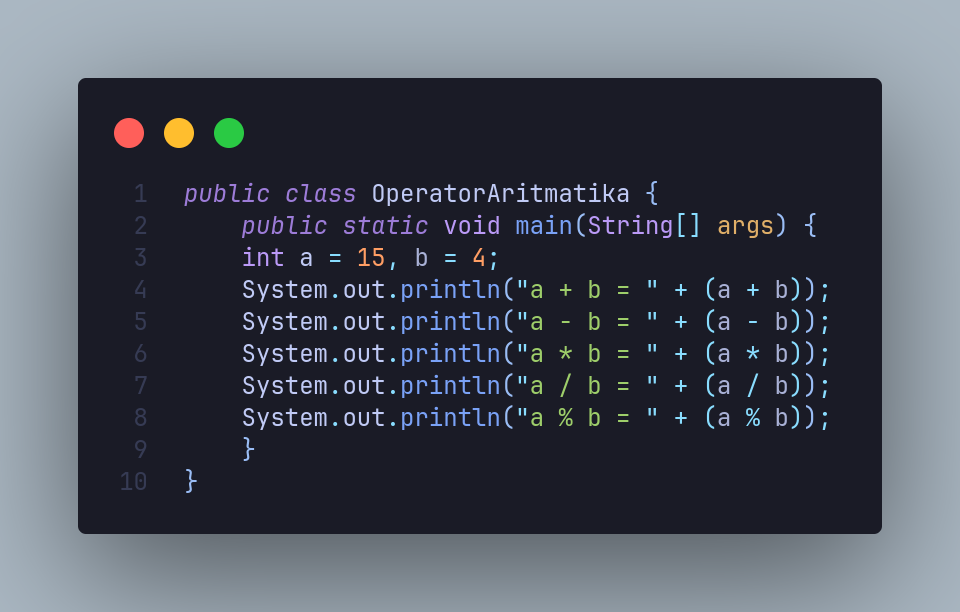 1 public class OperatorAritmatika {
2 public static void main(String[] args) {
3 int a = 15, b = 4;
4 System.out.println("a + b = " + (a + b));
5 System.out.println("a - b = " + (a - b));
6 System.out.println("a * b = " + (a * b));
7 System.out.println("a / b = " + (a / b));
8 System.out.println("a % b = " + (a % b));
9 }
10 }